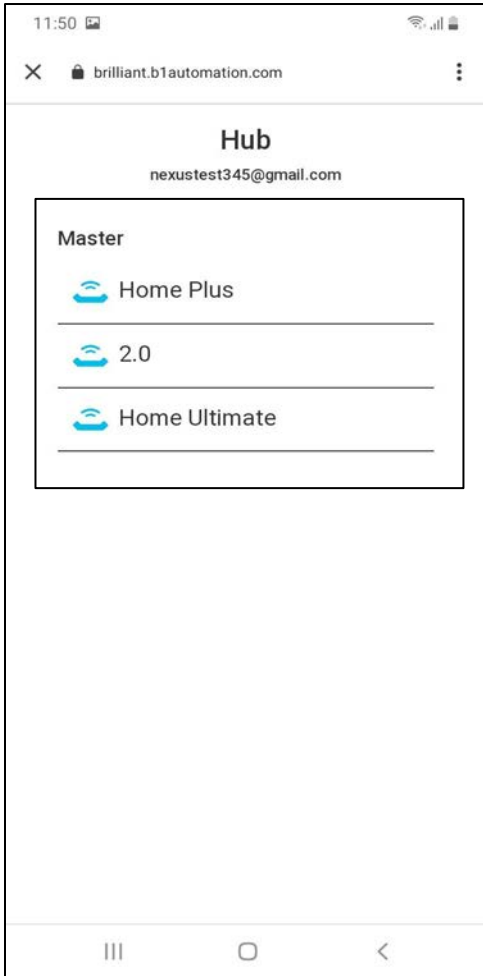 11:50
brilliant.b1automation.com
Hub
nexustest345@gmail.com
Master
Home Plus
2.0
Home Ultimate